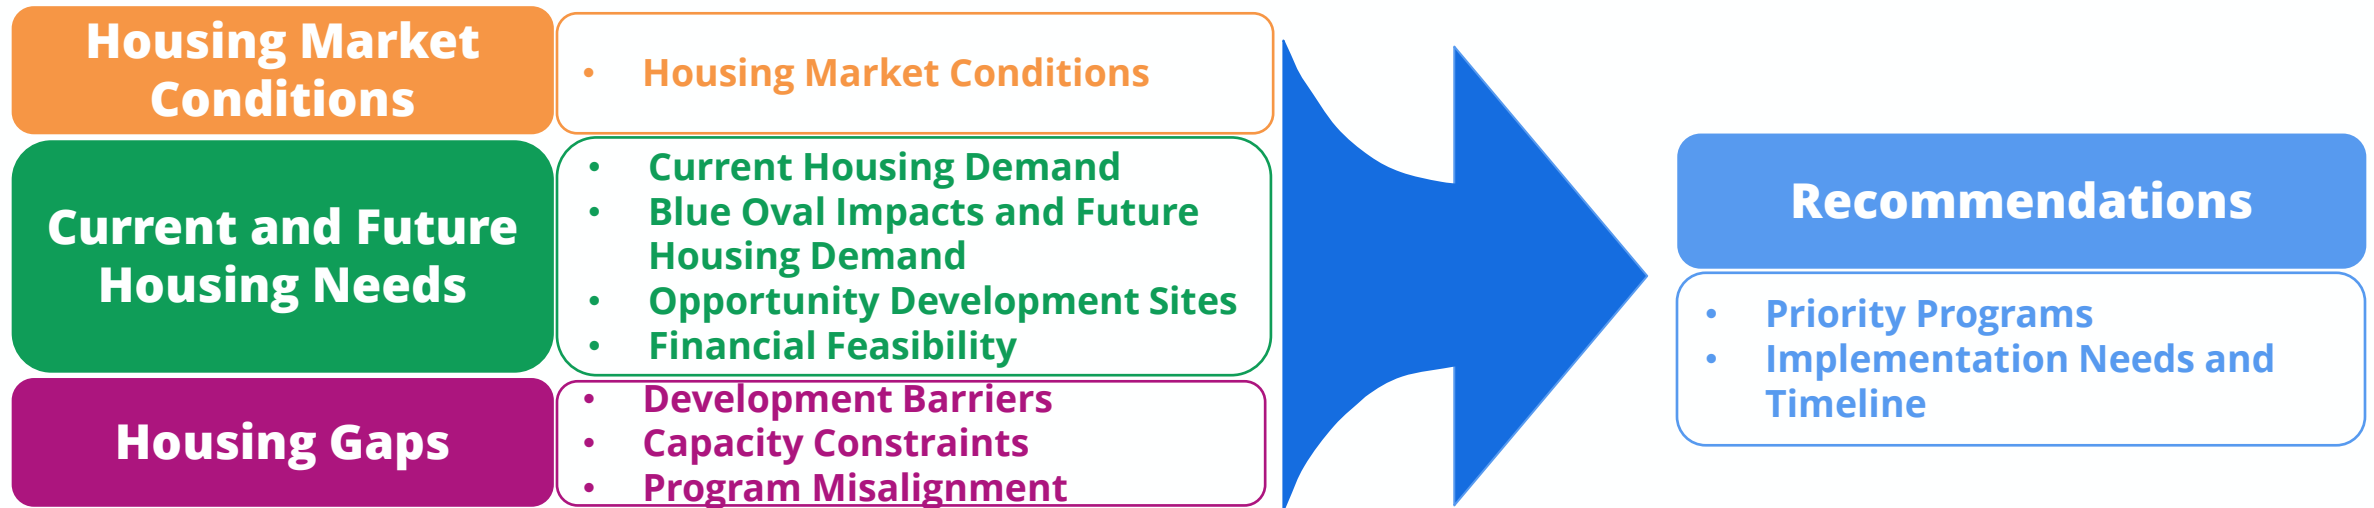 Housing Market
Conditions
• Housing Market Conditions
Current and Future
Housing Needs
• Current Housing Demand
• Blue Oval Impacts and Future
Housing Demand
• Opportunity Development Sites
• Financial Feasibility
Housing Gaps
• Development Barriers
• Capacity Constraints
• Program Misalignment
Recommendations
• Priority Programs
• Implementation Needs and
Timeline